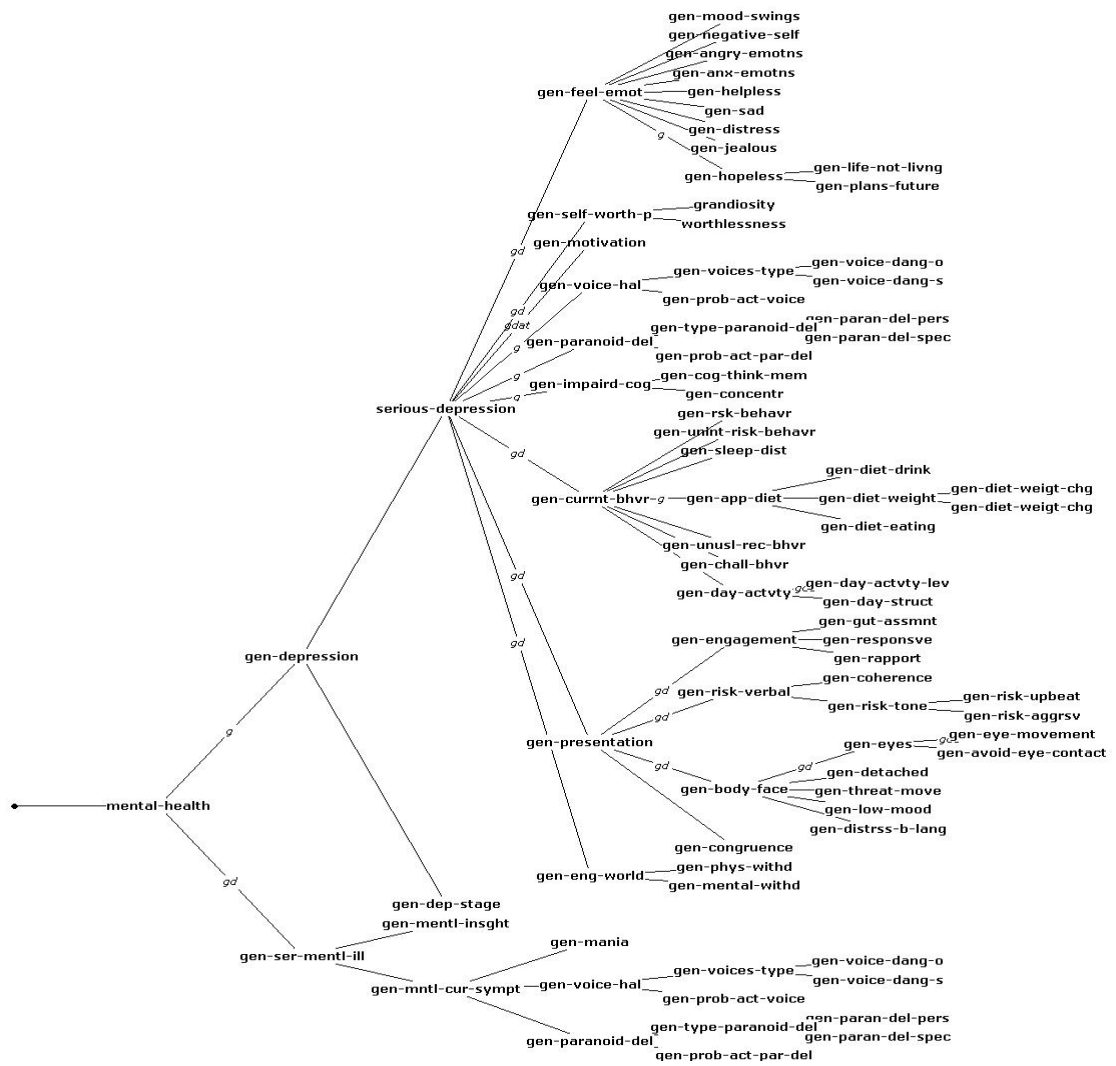 gen-mood-swings
gen-negative-self
gen-angry-emotns
gen-anx-emotns
gen-feel-emot
gen-helpless
gen-sad
gen-distress
g
gen-jealous
gen-life-not-livng
gen-hopeless
gen-plans-future
grandiosity
gen-self-worth-p
worthlessness
gen-motivation
gd
gen-voice-dang-o
gen-voices-type
gen-voice-dang-s
gen-voice-hal
gen-prob-act-voice
gd
gen-paran-del-pers
gdat
gen-type-paranoid-del
gen-paran-del-spec
gen-paranoid-del
g
gen-prob-act-par-del
g
gen-cog-think-mem
gen-impaird-cog
gen-concentr
g
serious-depression
gen-rsk-behavr
gen-unint-risk-behavr
gen-sleep-dist
gd
gen-diet-drink
gen-diet-weigt-chg
gen-currnt-bhvr g gen-app-diet gen-diet-weight
gen-diet-weigt-chg
gen-diet-eating
gen-unusl-rec-bhvr
gen-chall-bhvr
gd
gen-day-actvty-lev
gen-day-actvty
gen-day-struct
gen-gut-assmnt
gen-engagement gen-responsve
gd
gen-depression
gen-rapport
gen-coherence
gen-risk-verbal
gd
gen-risk-upbeat
gen-risk-tone
gen-risk-aggrsv
gd
g
gen-eye-movement
gen-presentation
gen-eyes
gen-avoid-eye-contact
gd
gd
gen-detached
gen-body-face
gen-threat-move
mental-health
gen-low-mood
gen-distrss-b-lang
gen-congruence
gen-phys-withd
gen-eng-world
gd
gen-mental-withd
gen-dep-stage
gen-mentl-insght
gen-mania
gen-ser-mentl-ill
gen-voice-dang-o
gen-voices-type
gen-voice-dang-s
gen-mntl-cur-sympt
gen-voice-hal
gen-prob-act-voice
gen-paran-del-pers
gen-type-paranoid-del
gen-paran-del-spec
gen-paranoid-del
gen-prob-act-par-del